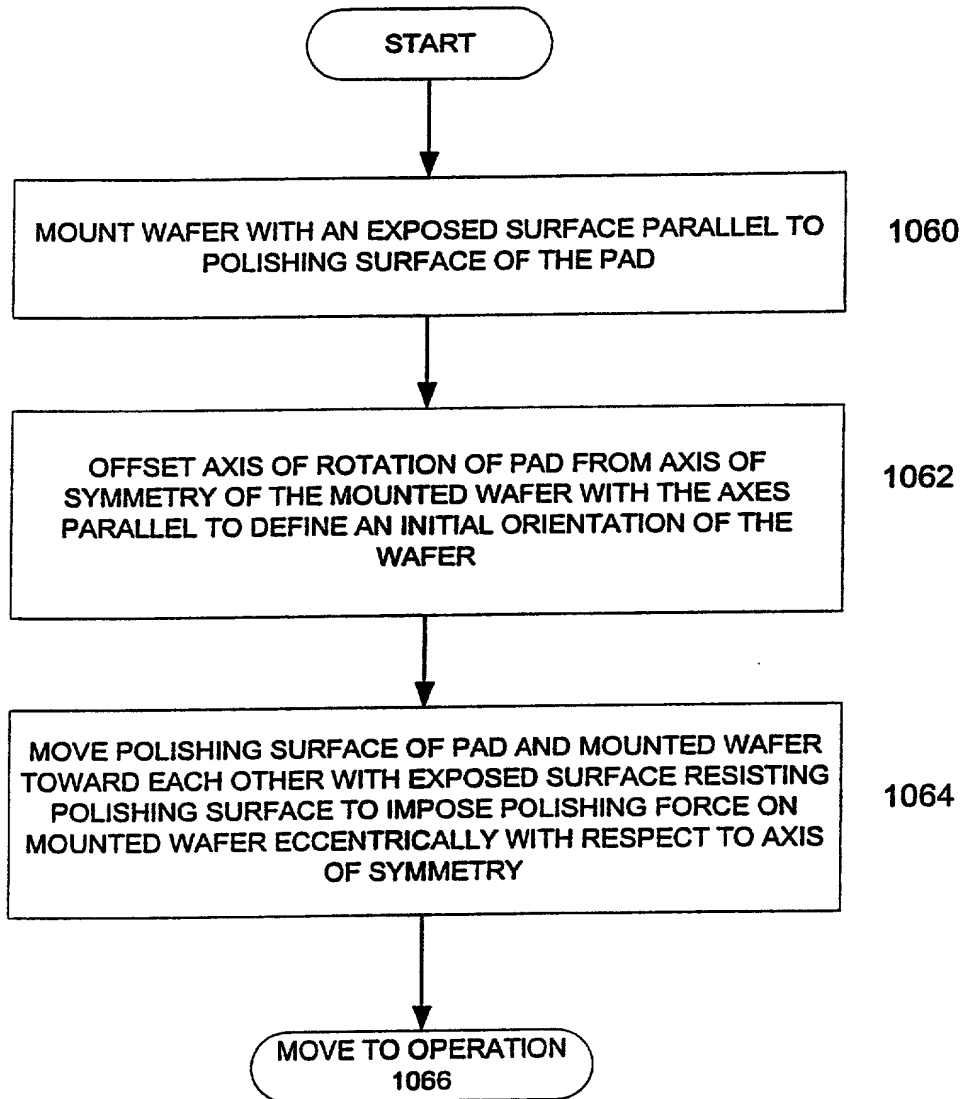 START
MOUNT WAFER WITH AN EXPOSED SURFACE PARALLEL TO
POLISHING SURFACE OF THE PAD
1060
OFFSET AXIS OF ROTATION OF PAD FROM AXIS OF
SYMMETRY OF THE MOUNTED WAFER WITH THE AXES
PARALLEL TO DEFINE AN INITIAL ORIENTATION OF THE
WAFER
1062
MOVE POLISHING SURFACE OF PAD AND MOUNTED WAFER
TOWARD EACH OTHER WITH EXPOSED SURFACE RESISTING
POLISHING SURFACE TO IMPOSE POLISHING FORCE ON
MOUNTED WAFER ECCENTRICALLY WITH RESPECT TO AXIS
OF SYMMETRY
1064
MOVE TO OPERATION
1066